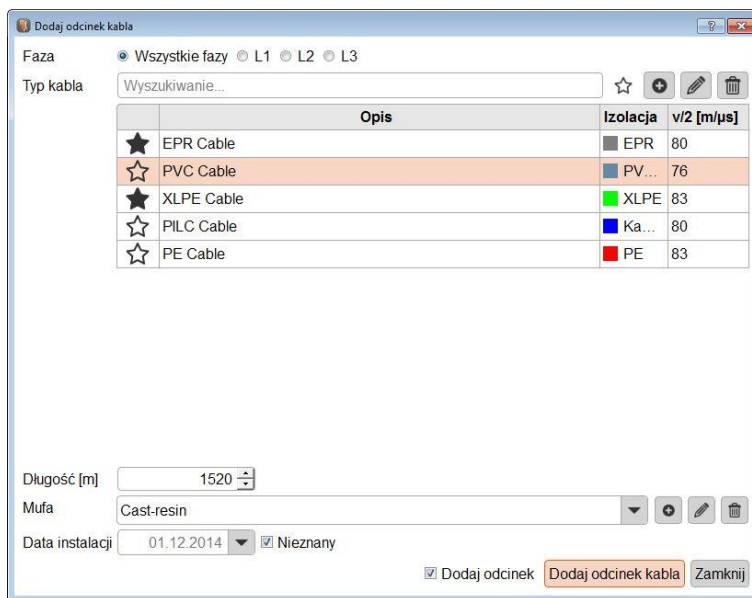 Dodaj odcinek kabla
Faza Wszystkie fazy L1 L2 L3
Typ kabla Wyszukiwanie...
Opis Izolacja v/2 [m/µs]
EPR Cable EPR 80
PVC Cable PV... 76
XLPE Cable XLPE 83
PILC Cable Ka... 80
PE Cable PE 83
Długość [m] 1520
Mufa Cast-resin
Data instalacji 01.12.2014 Nieznany
Dodaj odcinek Dodaj odcinek kabla Zamknij